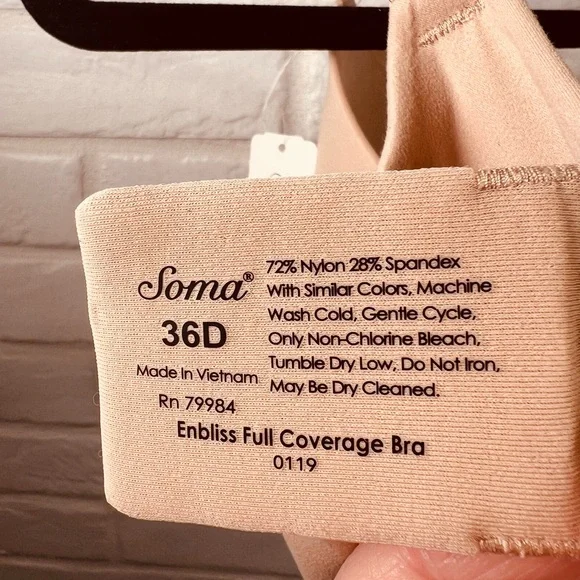 Soma®
36D
Made In Vietnam
Rn 79984
72% Nylon 28% Spandex
With Similar Colors, Machine
Wash Cold, Gentle Cycle,
Only Non-Chlorine Bleach,
Tumble Dry Low, Do Not Iron,
May Be Dry Cleaned.
Enbliss Full Coverage Bra
0119